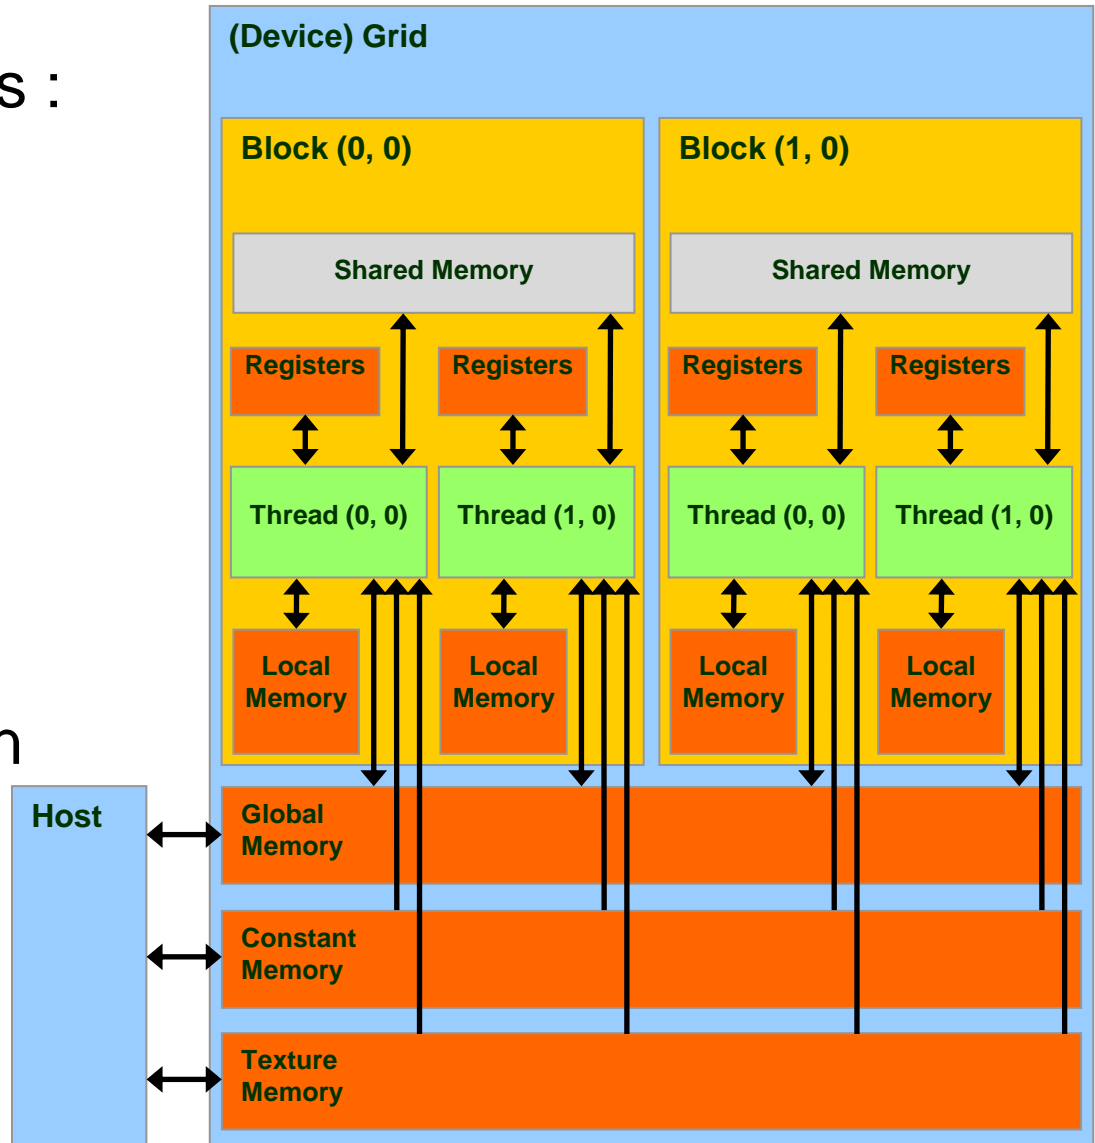 (Device) Grid
s :
Block (0, 0)
Block (1, 0)
Shared Memory
Shared Memory
Registers
Registers
Registers
Registers
Thread (0, 0)
Thread (1, 0)
Thread (0, 0)
Thread (1, 0)
Local
Memory
Local
Memory
Local
Memory
Local
Memory
n
Host
Global
Memory
Constant
Memory
Texture
Memory